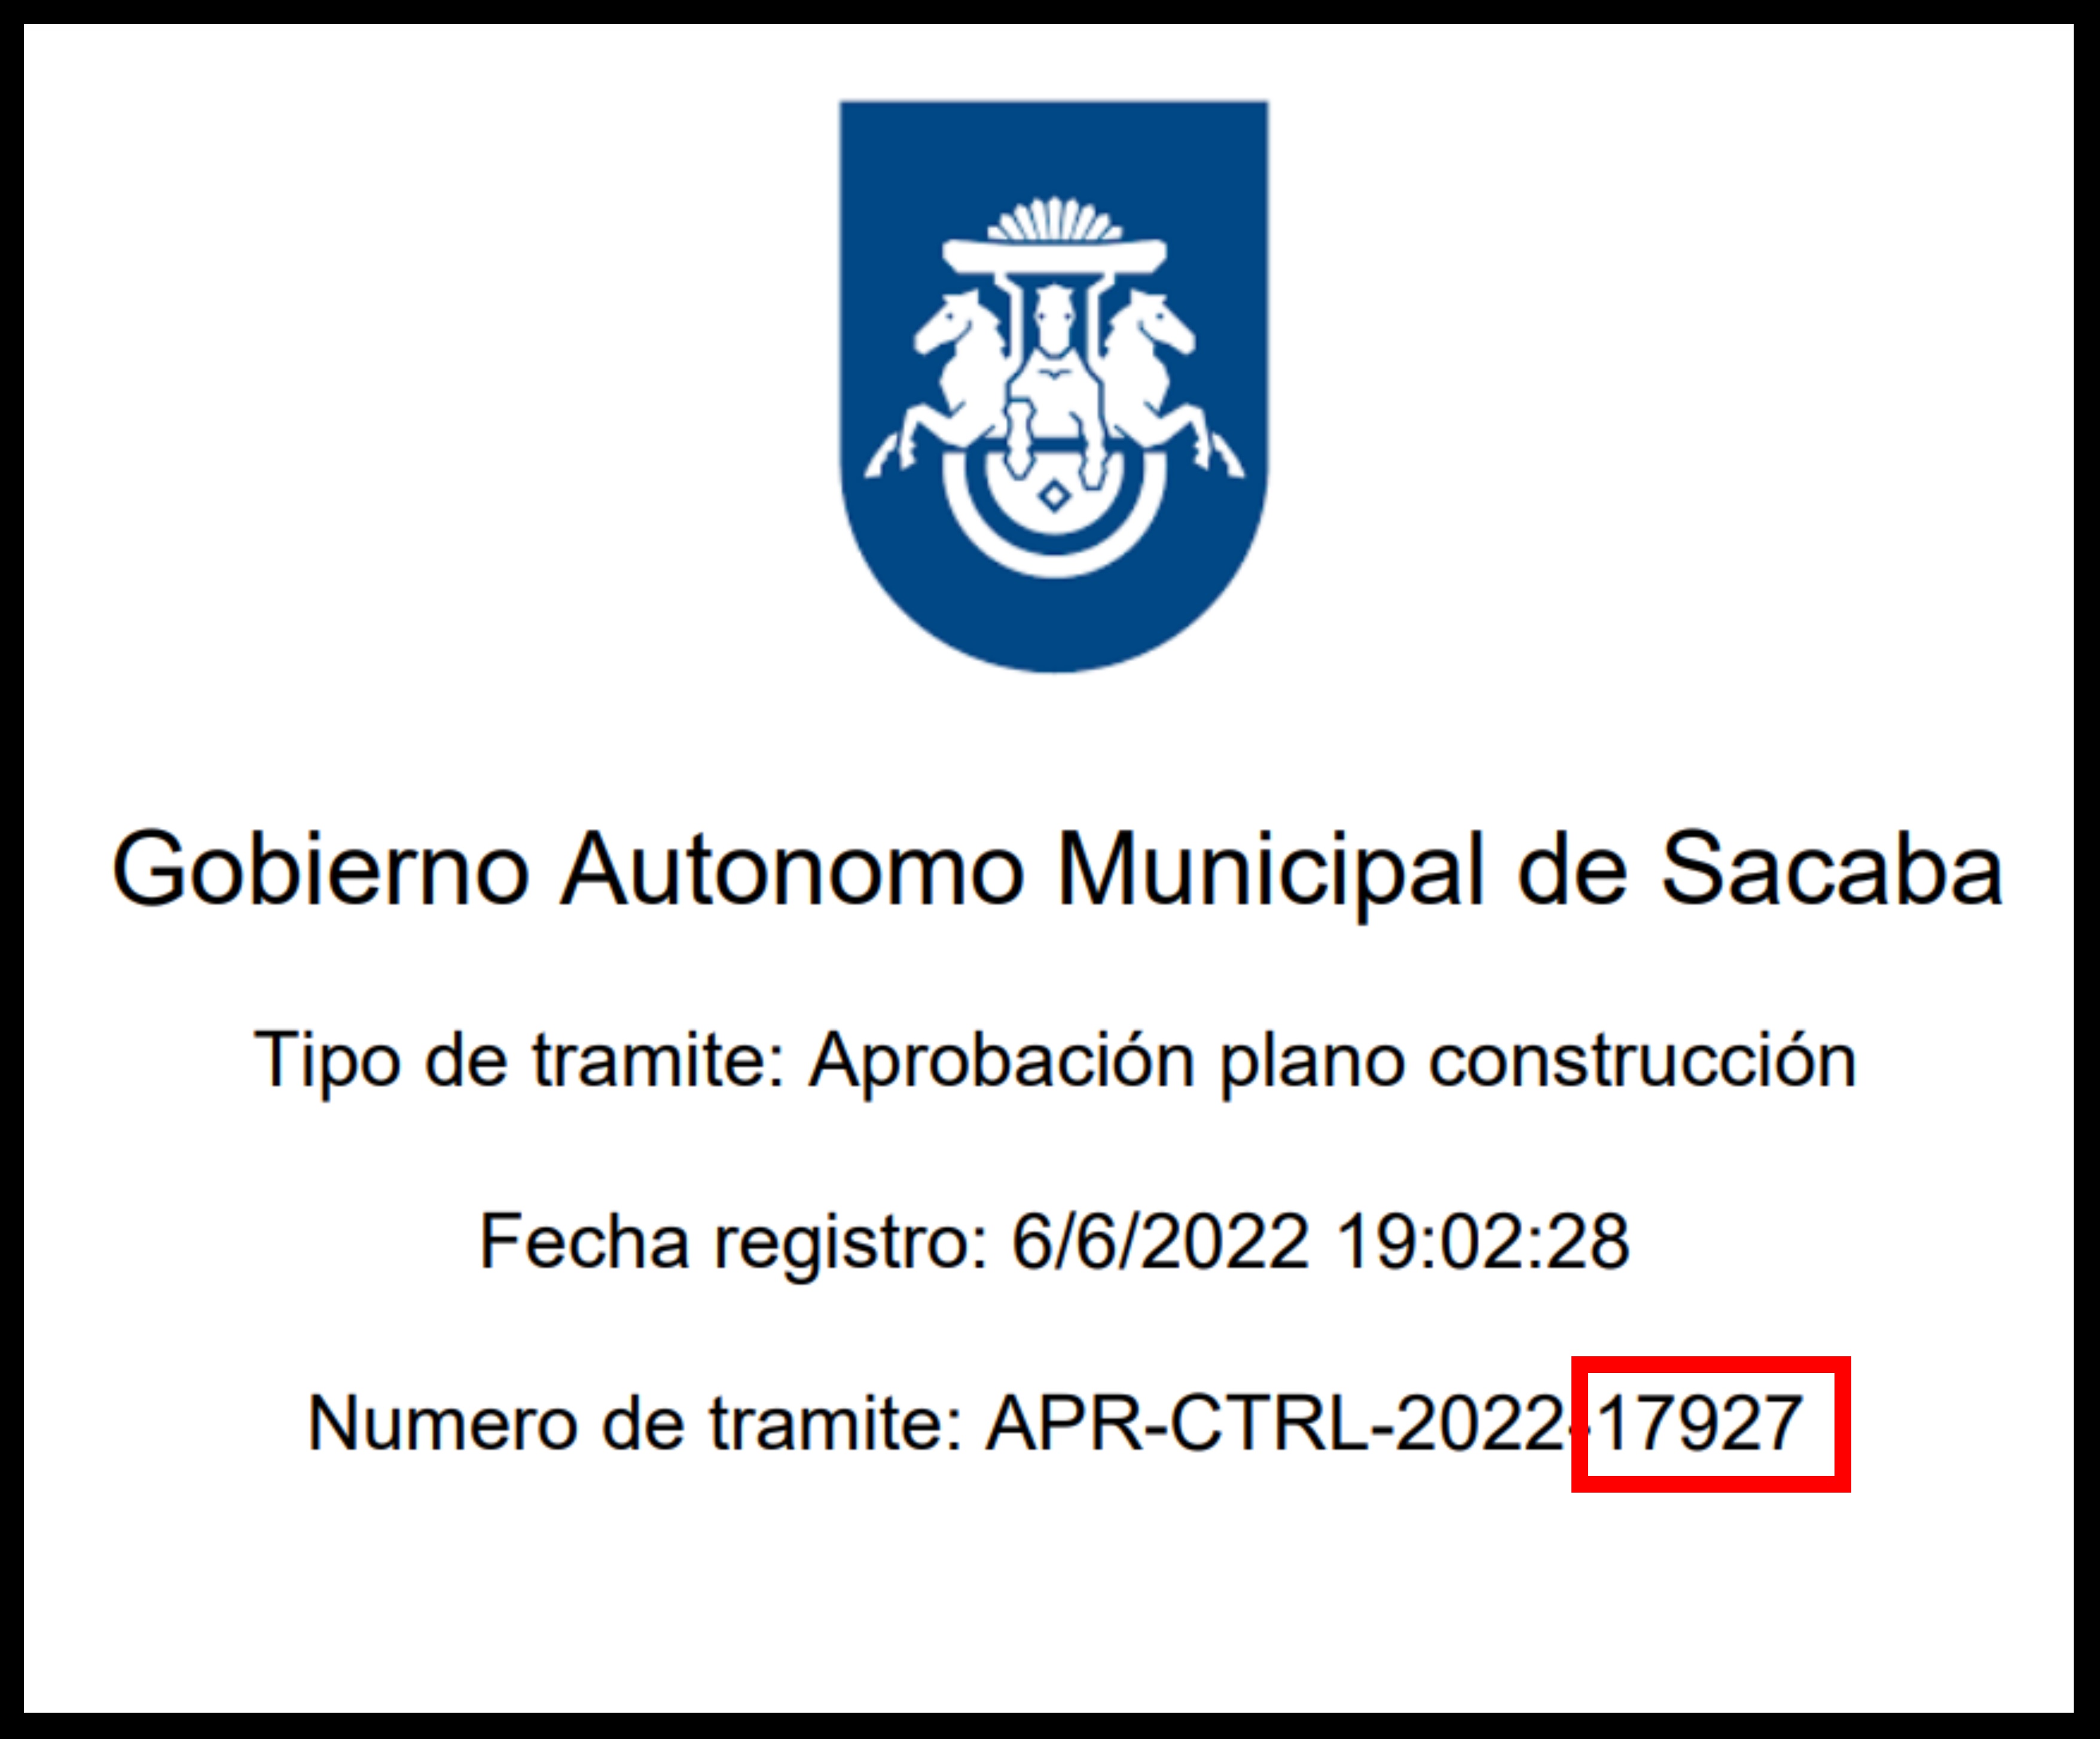 Gobierno Autonomo Municipal de Sacaba
Tipo de tramite: Aprobación plano construcción
Fecha registro: 6/6/2022 19:02:28
Numero de tramite: APR-CTRL-2022-17927